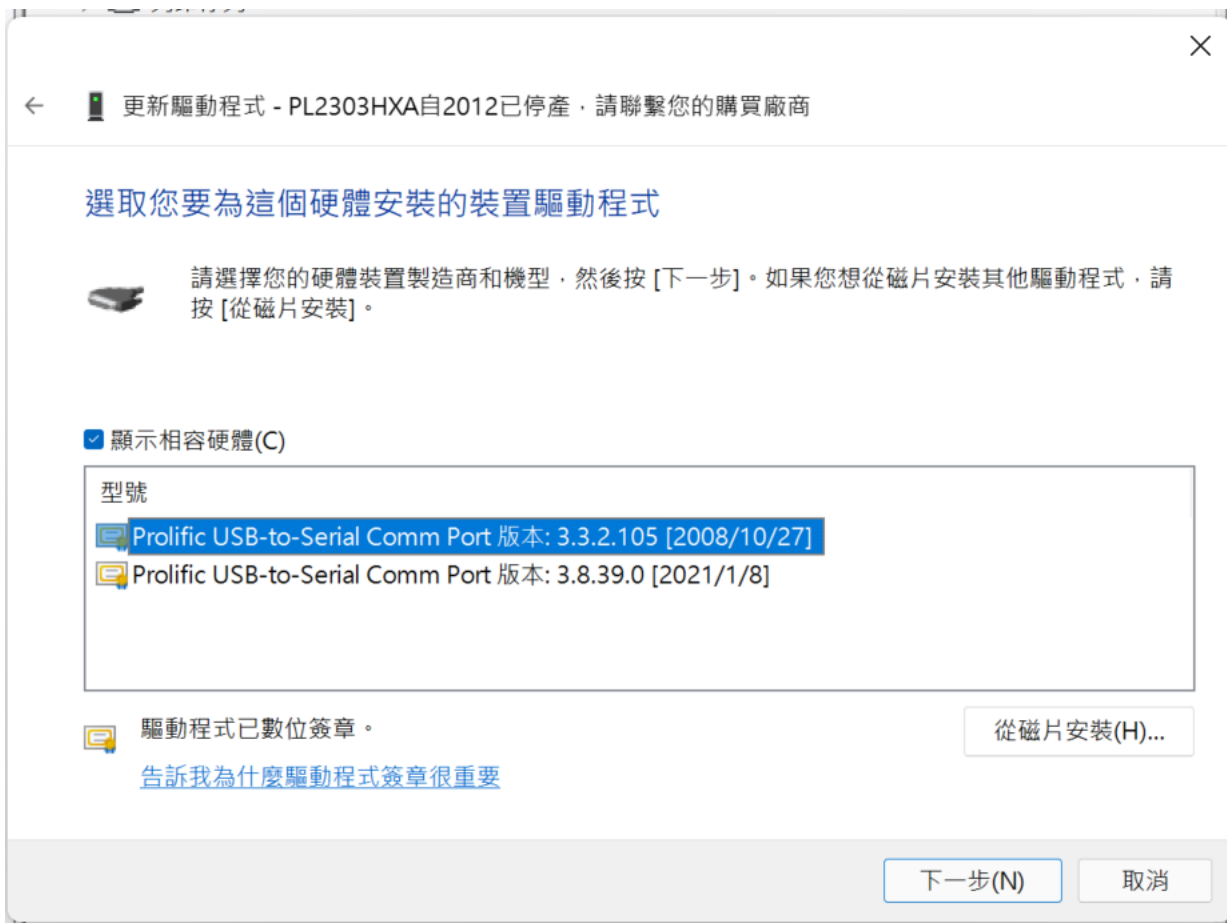 更新驅動程式 - PL2303HXA自2012已停產，請聯繫您的購買廠商
選取您要為這個硬體安裝的裝置驅動程式
請選擇您的硬體裝置製造商和機型，然後按 [下一步]。如果您想從磁片安裝其他驅動程式，請
按 [從磁片安裝]。
顯示相容硬體(C)
型號
Prolific USB-to-Serial Comm Port 版本: 3.3.2.105 [2008/10/27]
Prolific USB-to-Serial Comm Port 版本: 3.8.39.0 [2021/1/8]
驅動程式已數位簽章。
從磁片安裝(H)...
告訴我為什麼驅動程式簽章很重要
下一步(N)
取消